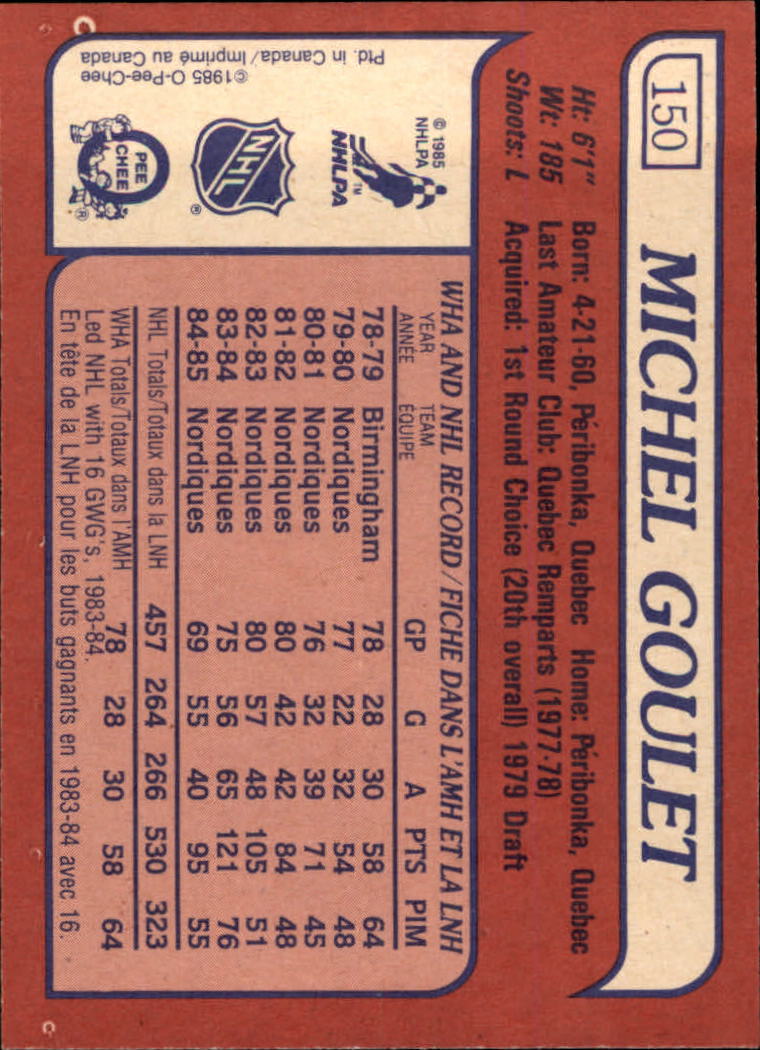 150
MICHEL GOULET
Ht: 6'1" Born: 4-21-60, Péribonka, Quebec Home: Péribonka, Quebec
Wt: 185 Last Amateur Club: Quebec Remparts (1977-78)
Shoots: L Acquired: 1st Round Choice (20th overall) 1979 Draft
© 1985
NHLPA
NHLPA
TM
NHL
®
O
PEE
CHEE
®
©1985 O-Pee-Chee
Ptd. in Canada/Imprimé au Canada
WHA AND NHL RECORD/FICHE DANS L'AMH ET LA LNH
YEAR TEAM GP G A PTS PIM
ANNÉE ÉQUIPE
78-79 Birmingham 78 28 30 58 64
79-80 Nordiques 77 22 32 54 48
80-81 Nordiques 76 32 39 71 45
81-82 Nordiques 80 42 42 84 48
82-83 Nordiques 80 57 48 105 51
83-84 Nordiques 75 56 65 121 76
84-85 Nordiques 69 55 40 95 55
NHL Totals/Totaux dans la LNH 457 264 266 530 323
WHA Totals/Totaux dans l'AMH 78 28 30 58 64
Led NHL with 16 GWG's, 1983-84.
En tête de la LNH pour les buts gagnants en 1983-84 avec 16.